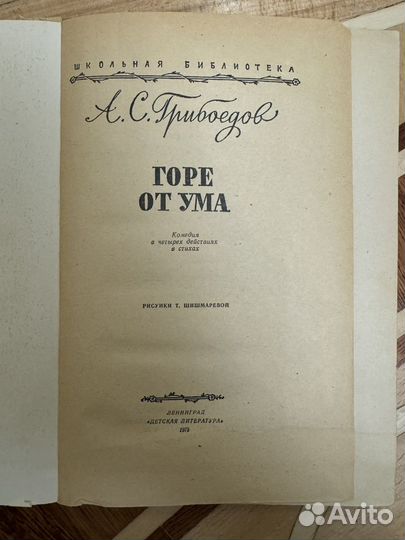 ШКОЛЬНАЯ БИБЛИОТЕКА
А. С. Грибоедов
ГОРЕ
ОТ УМА
Комедия
в четырех действиях
в стихах
РИСУНКИ Т. ШИШМАРЕВОЙ
ЛЕНИНГРАД
«ДЕТСКАЯ ЛИТЕРАТУРА»
Avito